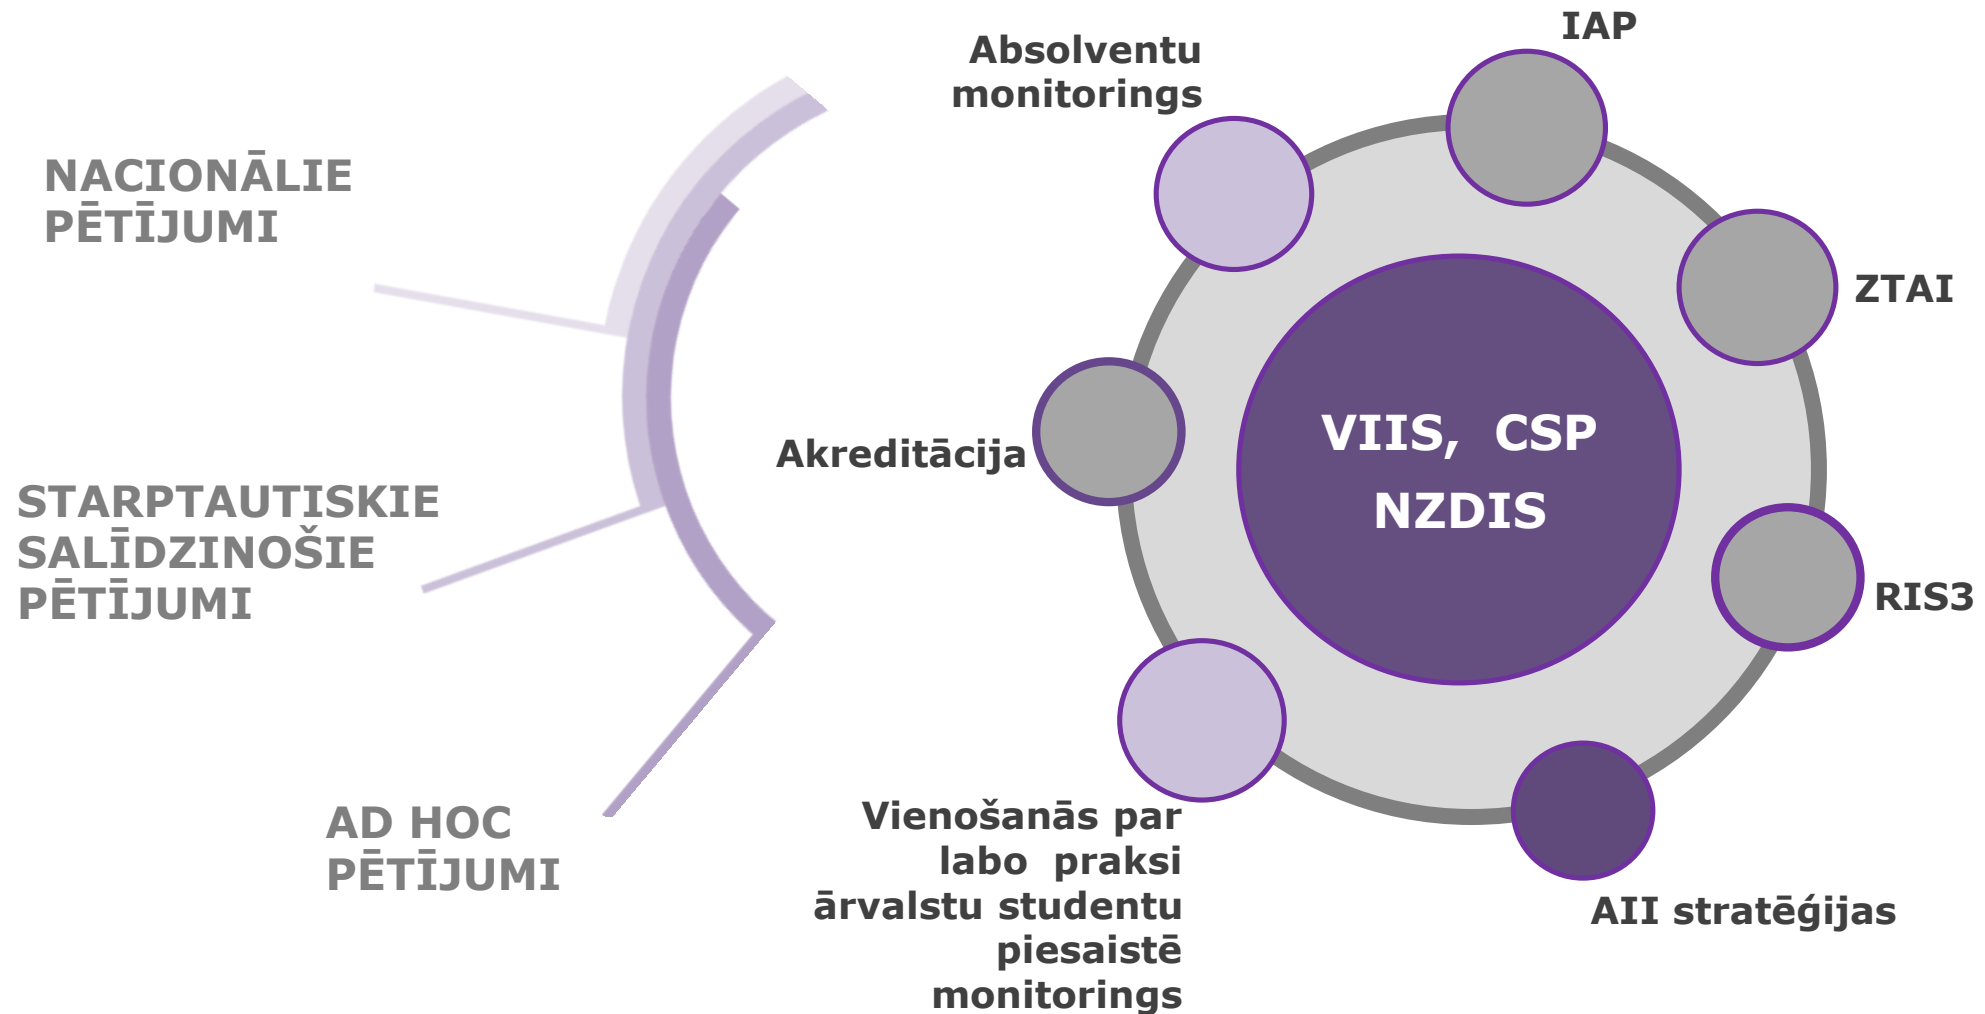 NACIONĀLIE
PĒTĪJUMI
STARPTAUTISKIE
SALĪDZINOŠIE
PĒTĪJUMI
AD HOC
PĒTĪJUMI
Absolventu
monitorings
IAP
ZTAI
Akreditācija
VIIS, CSP
NZDIS
RIS3
Vienošanās par
labo praksi
ārvalstu studentu
piesaistē
monitorings
AII stratēģijas